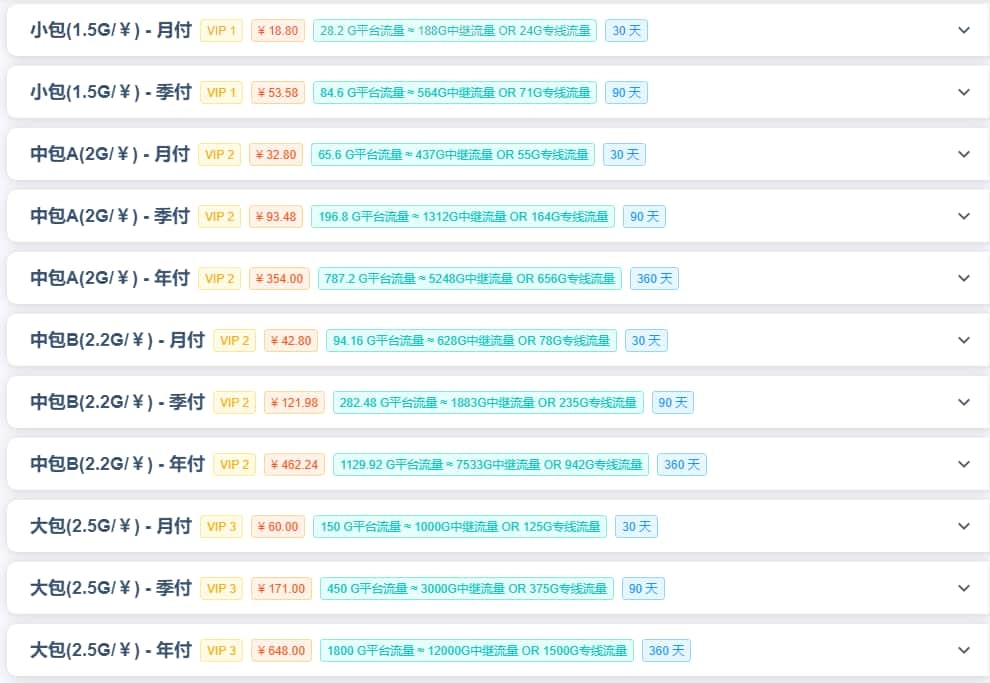 小包(1.5G/¥) - 月付 VIP 1 ¥ 18.80 28.2 G平台流量 ≈ 188G中继流量 OR 24G专线流量 30 天
小包(1.5G/¥) - 季付 VIP 1 ¥ 53.58 84.6 G平台流量 ≈ 564G中继流量 OR 71G专线流量 90 天
中包A(2G/¥) - 月付 VIP 2 ¥ 32.80 65.6 G平台流量 ≈ 437G中继流量 OR 55G专线流量 30 天
中包A(2G/¥) - 季付 VIP 2 ¥ 93.48 196.8 G平台流量 ≈ 1312G中继流量 OR 164G专线流量 90 天
中包A(2G/¥) - 年付 VIP 2 ¥ 354.00 787.2 G平台流量 ≈ 5248G中继流量 OR 656G专线流量 360 天
中包B(2.2G/¥) - 月付 VIP 2 ¥ 42.80 94.16 G平台流量 ≈ 628G中继流量 OR 78G专线流量 30 天
中包B(2.2G/¥) - 季付 VIP 2 ¥ 121.98 282.48 G平台流量 ≈ 1883G中继流量 OR 235G专线流量 90 天
中包B(2.2G/¥) - 年付 VIP 2 ¥ 462.24 1129.92 G平台流量 ≈ 7533G中继流量 OR 942G专线流量 360 天
大包(2.5G/¥) - 月付 VIP 3 ¥ 60.00 150 G平台流量 ≈ 1000G中继流量 OR 125G专线流量 30 天
大包(2.5G/¥) - 季付 VIP 3 ¥ 171.00 450 G平台流量 ≈ 3000G中继流量 OR 375G专线流量 90 天
大包(2.5G/¥) - 年付 VIP 3 ¥ 648.00 1800 G平台流量 ≈ 12000G中继流量 OR 1500G专线流量 360 天